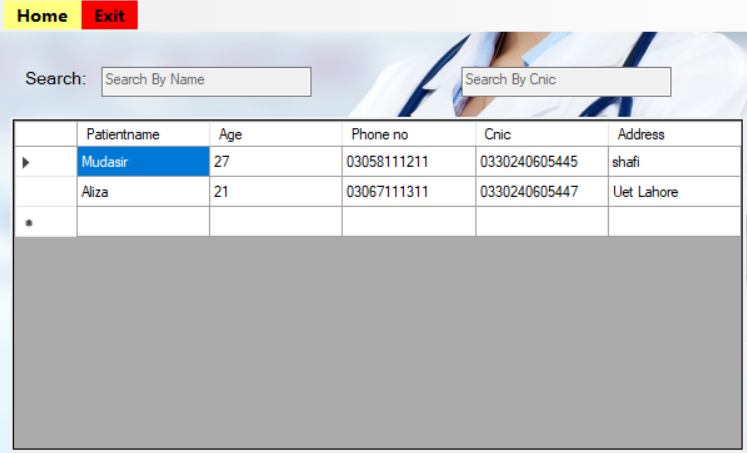 Home Exit
Search: Search By Name Search By Cnic
Patientname Age Phone no Cnic Address
Mudasir 27 03058111211 0330240605445 shafi
Aliza 21 03067111311 0330240605447 Uet Lahore